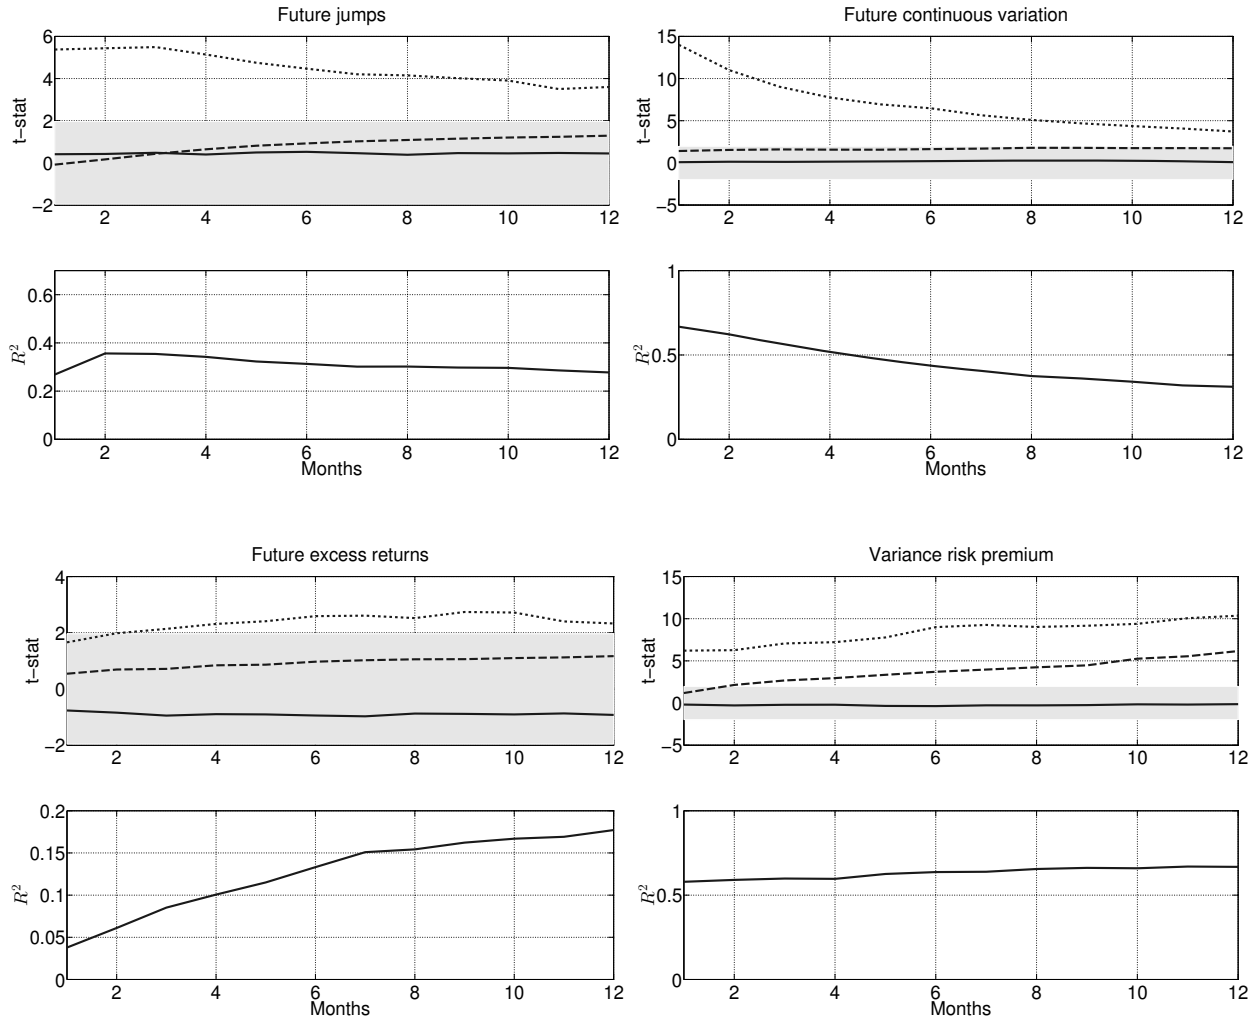 Future jumps
6
4
2
0
−2
t−stat
2 4 6 8 10 12
0.6
0.4
0.2
0
R²
2 4 6 8 10 12
Months
Future continuous variation
15
10
5
0
−5
t−stat
2 4 6 8 10 12
1
0.5
0
R²
2 4 6 8 10 12
Months
Future excess returns
4
2
0
−2
t−stat
2 4 6 8 10 12
0.2
0.15
0.1
0.05
0
R²
2 4 6 8 10 12
Months
Variance risk premium
15
10
5
0
−5
t−stat
2 4 6 8 10 12
1
0.5
0
R²
2 4 6 8 10 12
Months